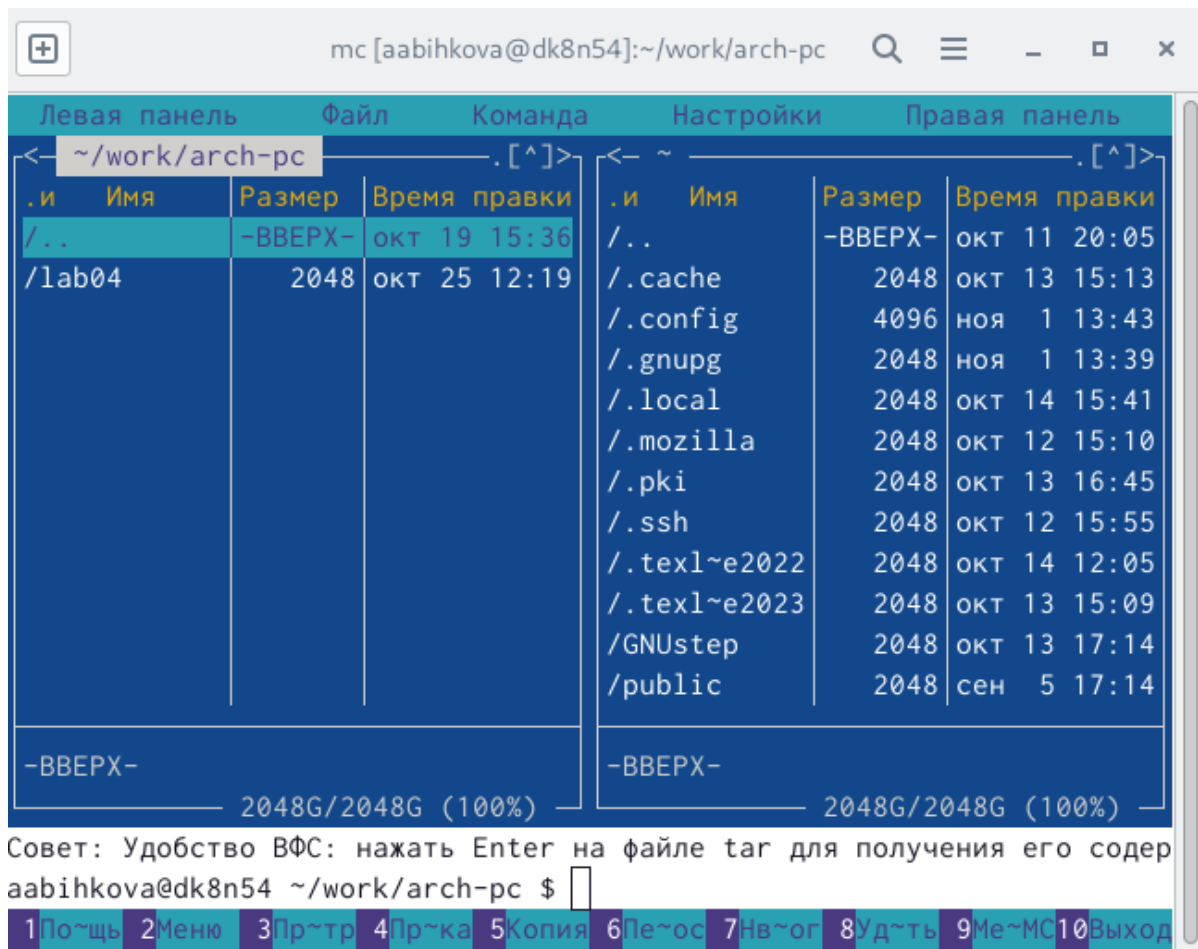 mc [aabihkova@dk8n54]:~/work/arch-pc
Левая панель Файл Команда Настройки Правая панель
<— ~/work/arch-pc .[^]> <— ~ .[^]>
.и Имя Размер Время правки .и Имя Размер Время правки
/.. -ВВЕРХ- окт 19 15:36 /.. -ВВЕРХ- окт 11 20:05
/lab04 2048 окт 25 12:19 /.cache 2048 окт 13 15:13
/.config 4096 ноя 1 13:43
/.gnupg 2048 ноя 1 13:39
/.local 2048 окт 14 15:41
/.mozilla 2048 окт 12 15:10
/.pki 2048 окт 13 16:45
/.ssh 2048 окт 12 15:55
/.texl~e2022 2048 окт 14 12:05
/.texl~e2023 2048 окт 13 15:09
/GNUstep 2048 окт 13 17:14
/public 2048 сен 5 17:14
-ВВЕРХ- -ВВЕРХ-
2048G/2048G (100%) 2048G/2048G (100%)
Совет: Удобство ВФС: нажать Enter на файле tar для получения его содер
aabihkova@dk8n54 ~/work/arch-pc $
1По~щь 2Меню 3Пр~тр 4Пр~ка 5Копия 6Пе~ос 7Нв~ог 8Уд~ть 9Ме~МС 10Выход